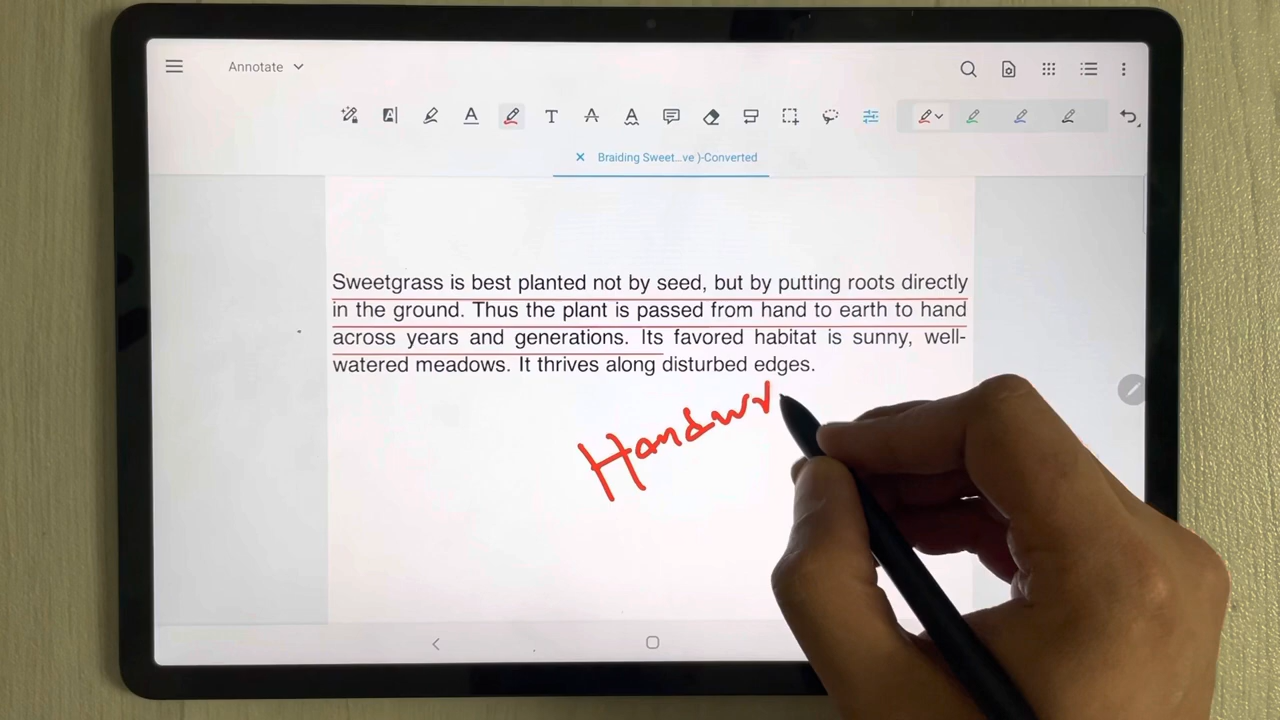 Annotate
Braiding Sweet...ve )-Converted
Sweetgrass is best planted not by seed, but by putting roots directly
in the ground. Thus the plant is passed from hand to earth to hand
across years and generations. Its favored habitat is sunny, well-
watered meadows. It thrives along disturbed edges.
Handwr